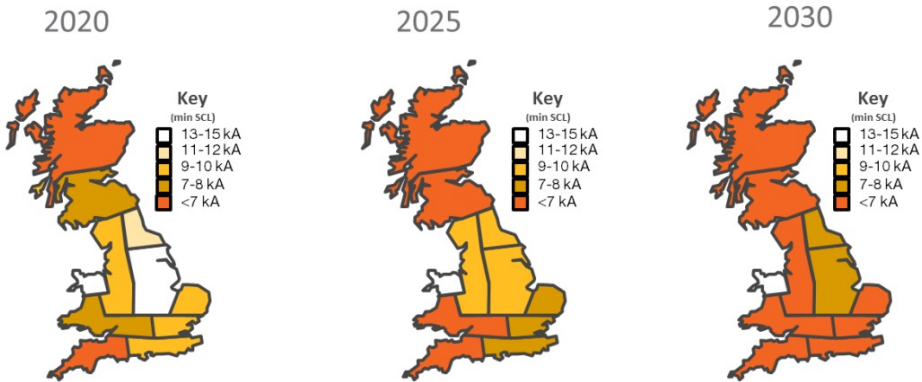 2020
Key
(min SCL)
13-15 kA
11-12 kA
9-10 kA
7-8 kA
<7 kA
2025
Key
(min SCL)
13-15 kA
11-12 kA
9-10 kA
7-8 kA
<7 kA
2030
Key
(min SCL)
13-15 kA
11-12 kA
9-10 kA
7-8 kA
<7 kA